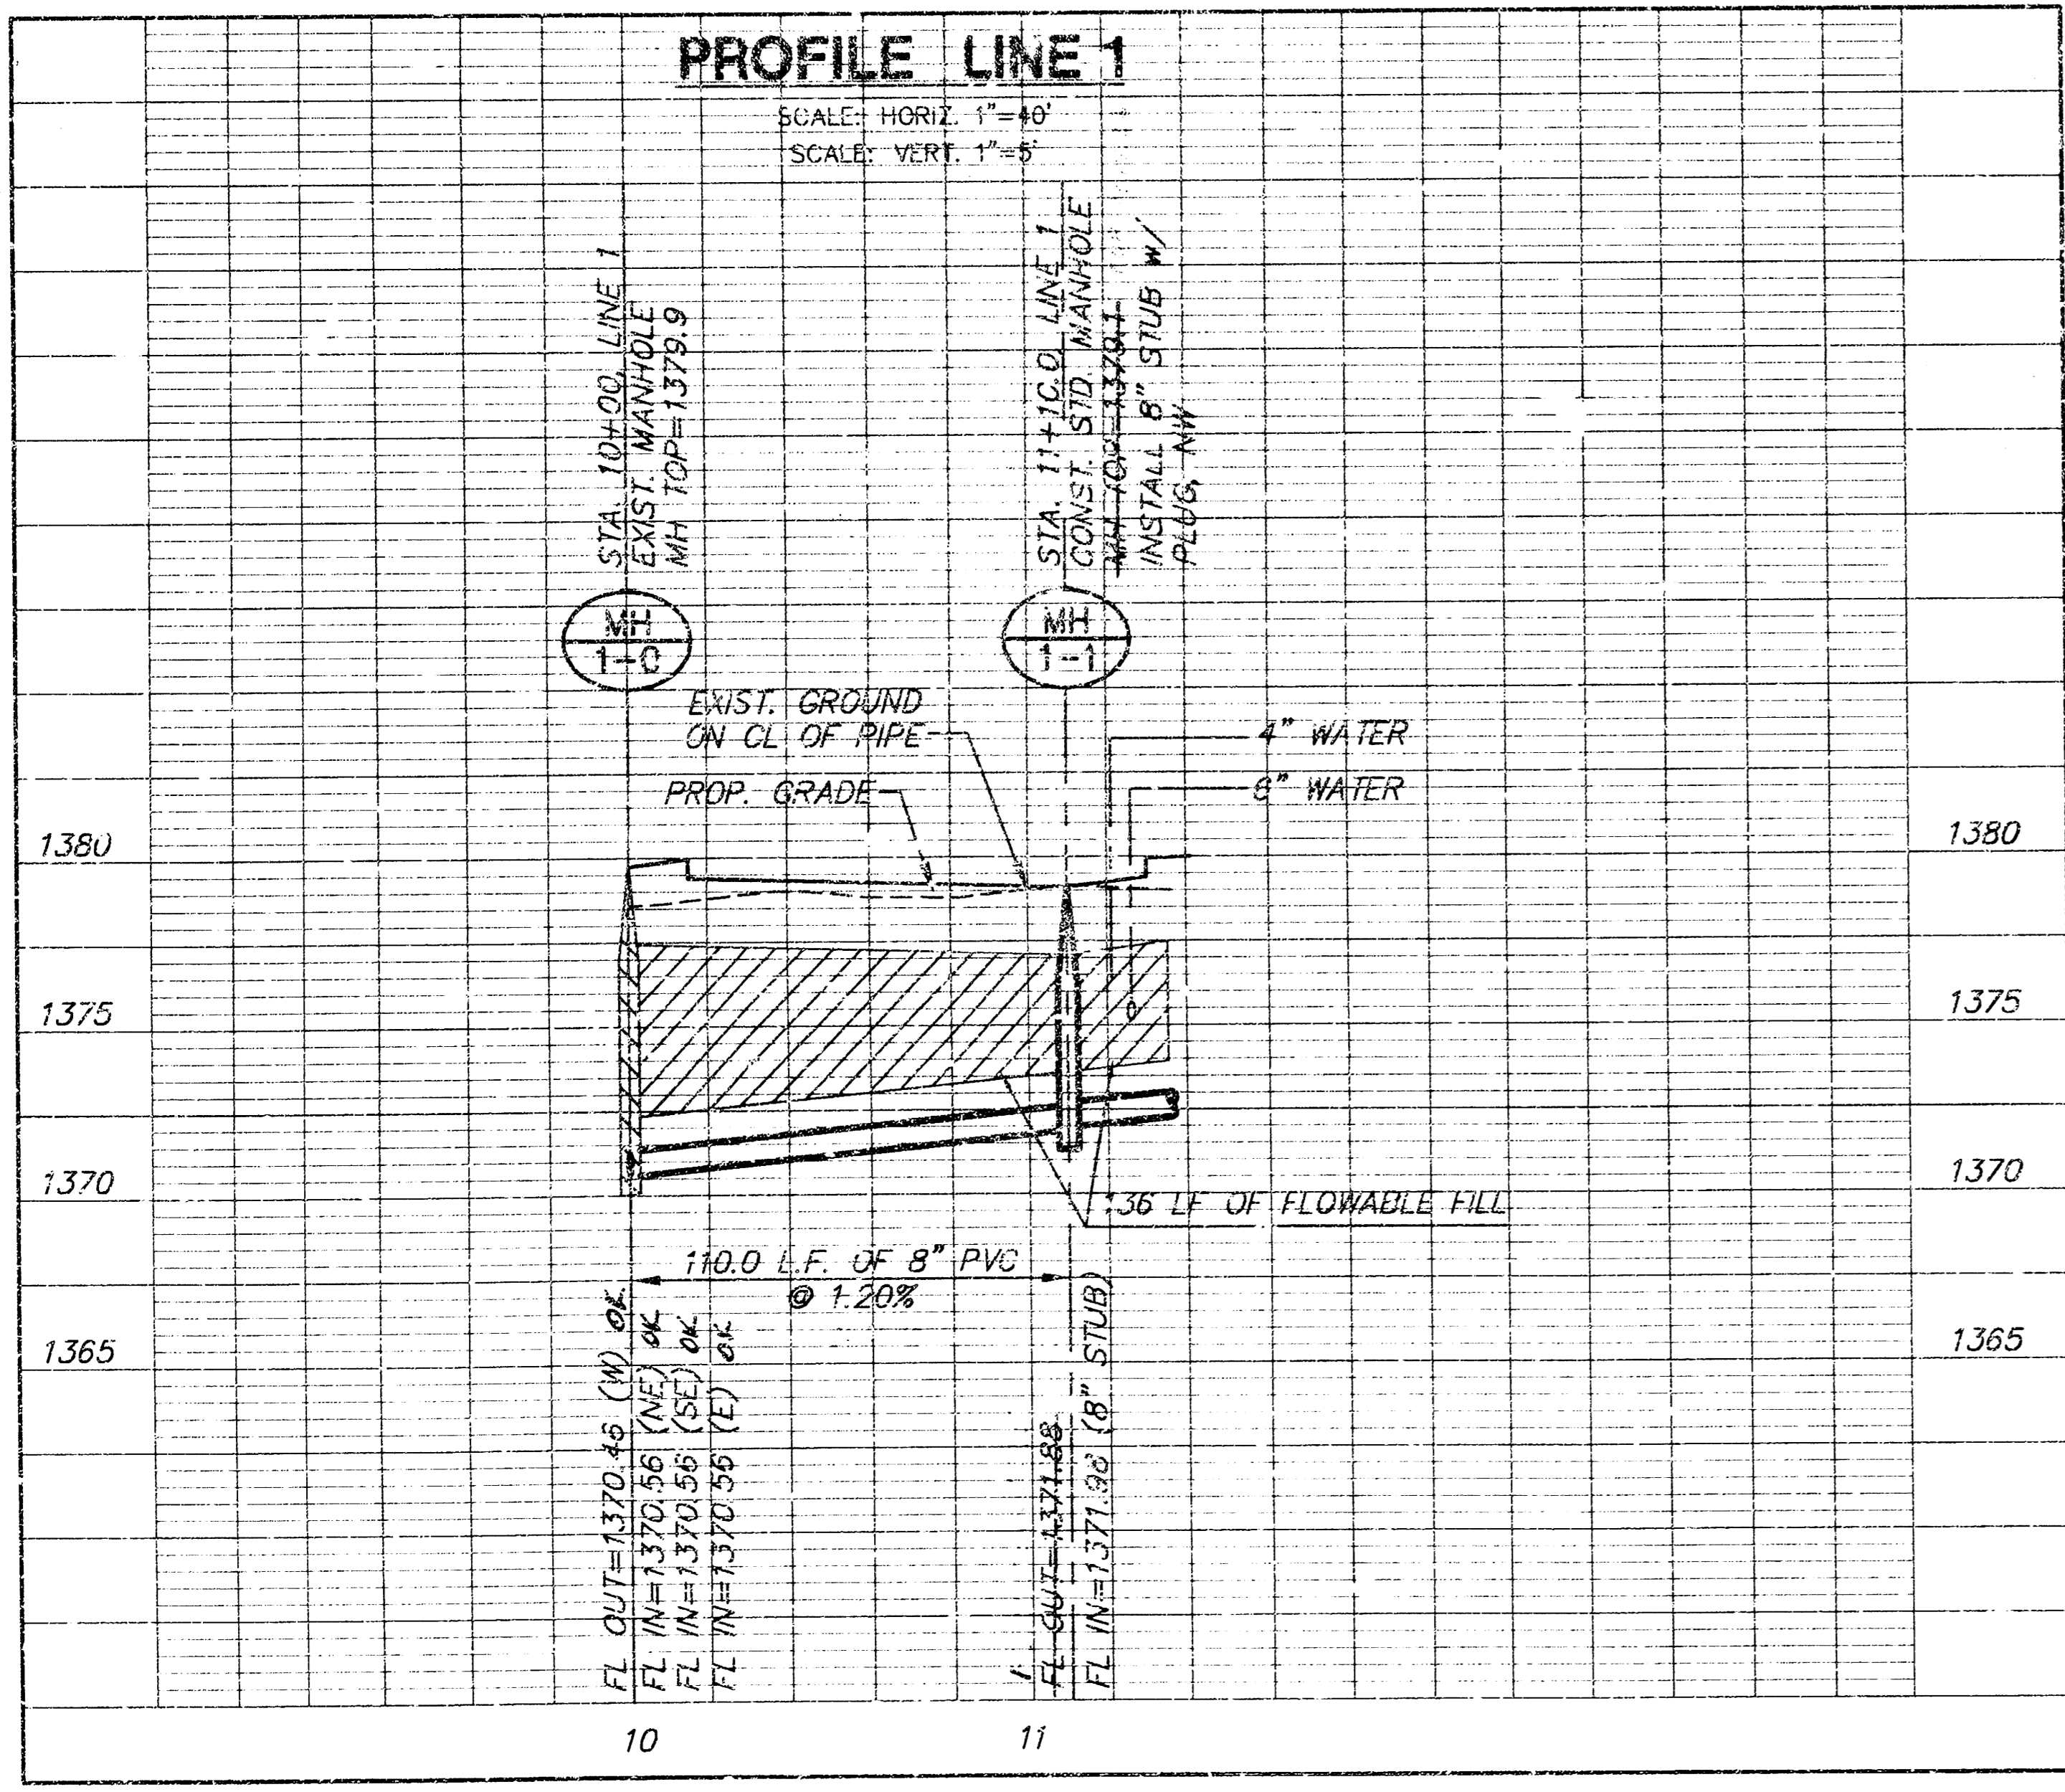 PROFILE LINE 1
SCALE: HORIZ. 1"=40'
SCALE: VERT. 1"=5'
STA. 10+00, LINE 1
EXIST. MANHOLE
MH TOP=1379.9
STA. 11+10.0, LINE 1
CONST. STD. MANHOLE
MH TOP=1379.1
INSTALL 8" STUB W/
PLUG, NW
MH
1-0
MH
1-1
EXIST. GROUND
ON CL OF PIPE
PROP. GRADE
4" WATER
WATER
1380
1380
1375
1375
1370
1370
136 LF OF FLOWABLE FILL
110.0 L.F. OF 8" PVC
@ 1.20%
1365
1365
FL OUT=1370.46 (W) OK
FL IN=1370.56 (NE) OK
FL IN=1370.56 (SE) OK
FL IN=1370.56 (E) OK
FL OUT=1371.88
FL IN=1371.98 (8" STUB)
10
11